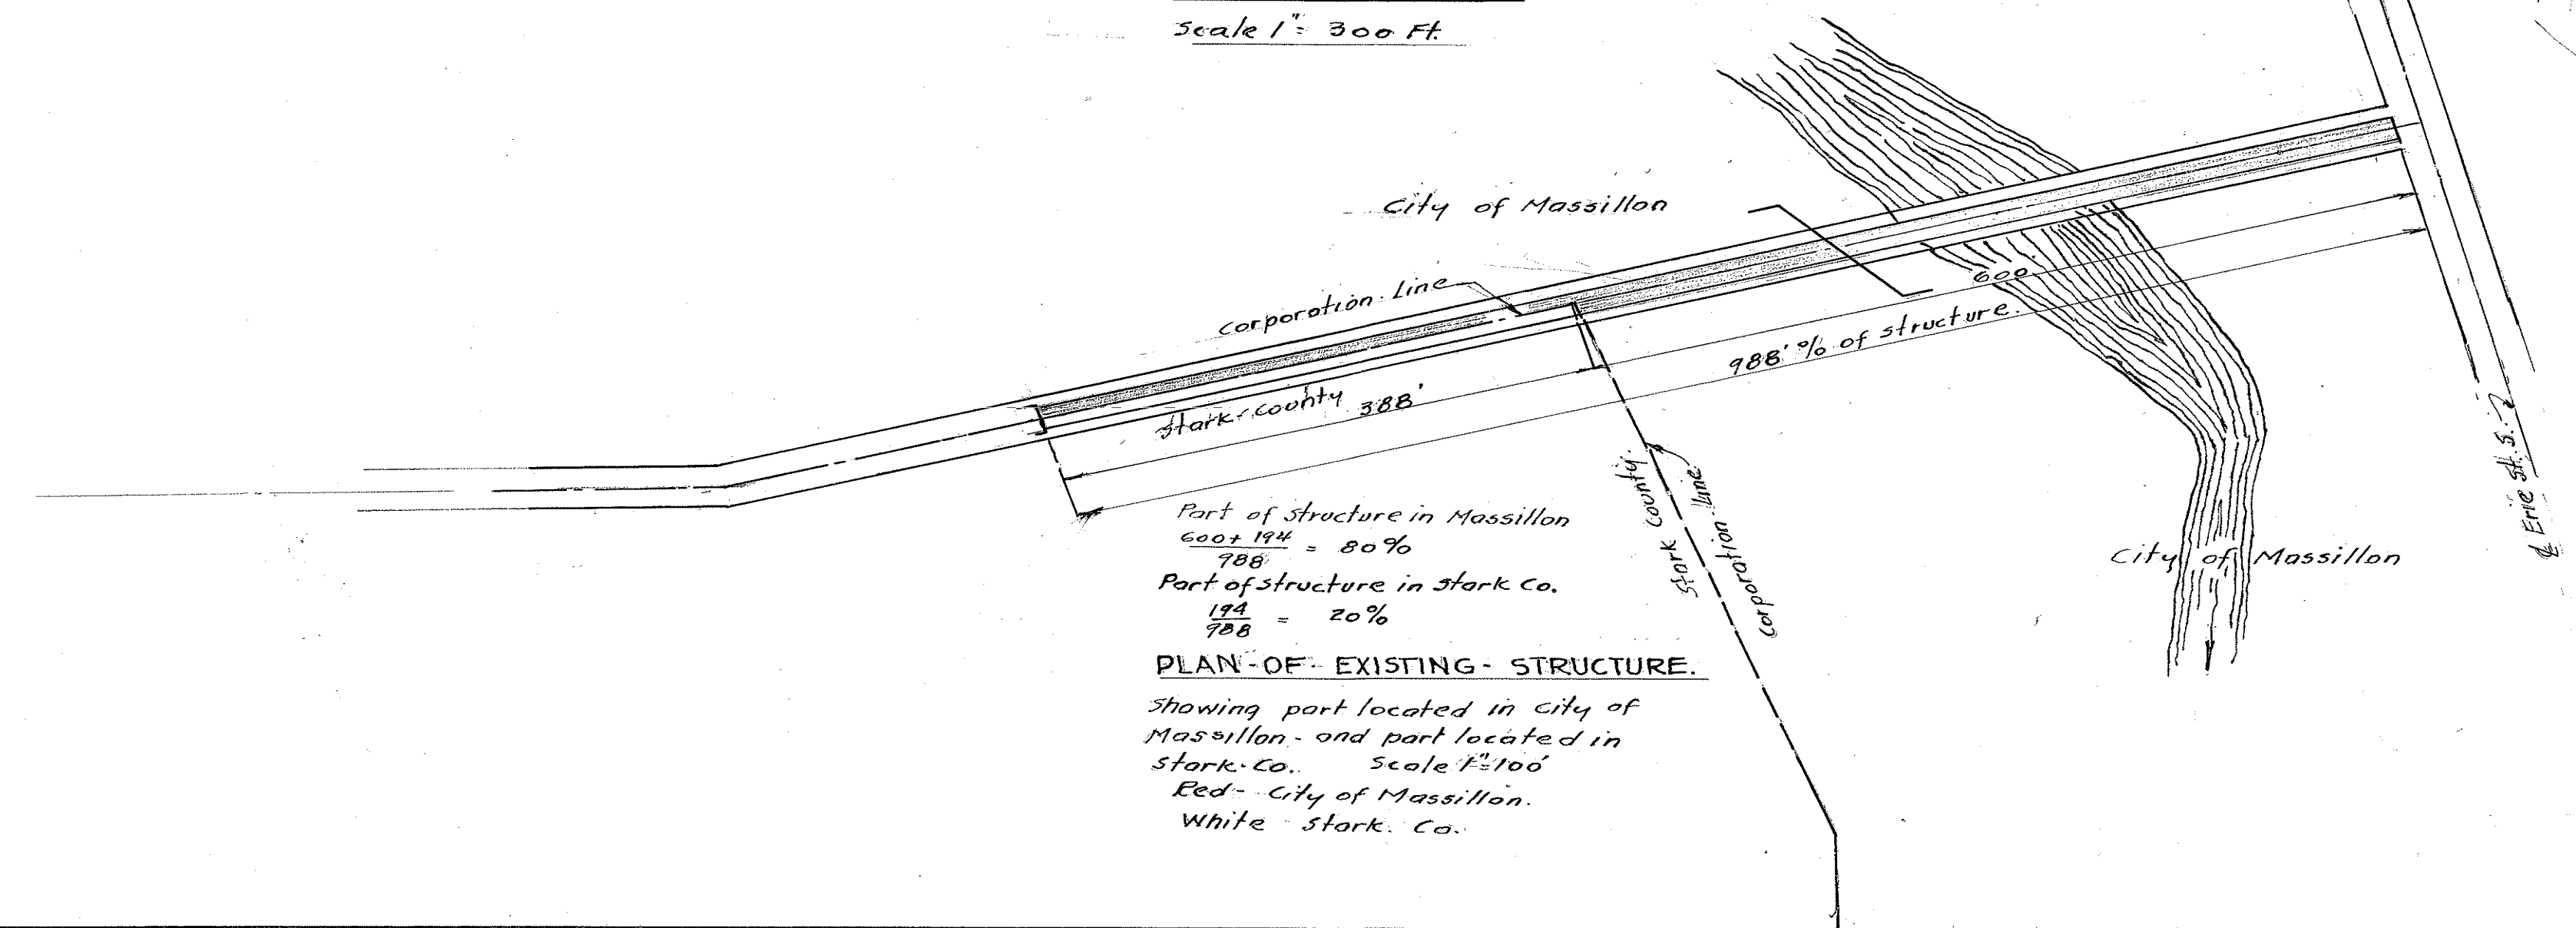 Scale 1" = 300 Ft.
City of Massillon
Corporation Line
600
988' % of structure.
Stark County 388'
Stark County.
Corporation Line
Part of Structure in Massillon
600 + 194
988
= 80%
Part of structure in Stark Co.
194
988
= 20%
PLAN - OF - EXISTING - STRUCTURE.
Showing part located in City of
Massillon - and part located in
Stark. Co. Scale 1"=100'
Red - City of Massillon.
White Stark. Co.
City of Massillon
℄ Erie St. S.